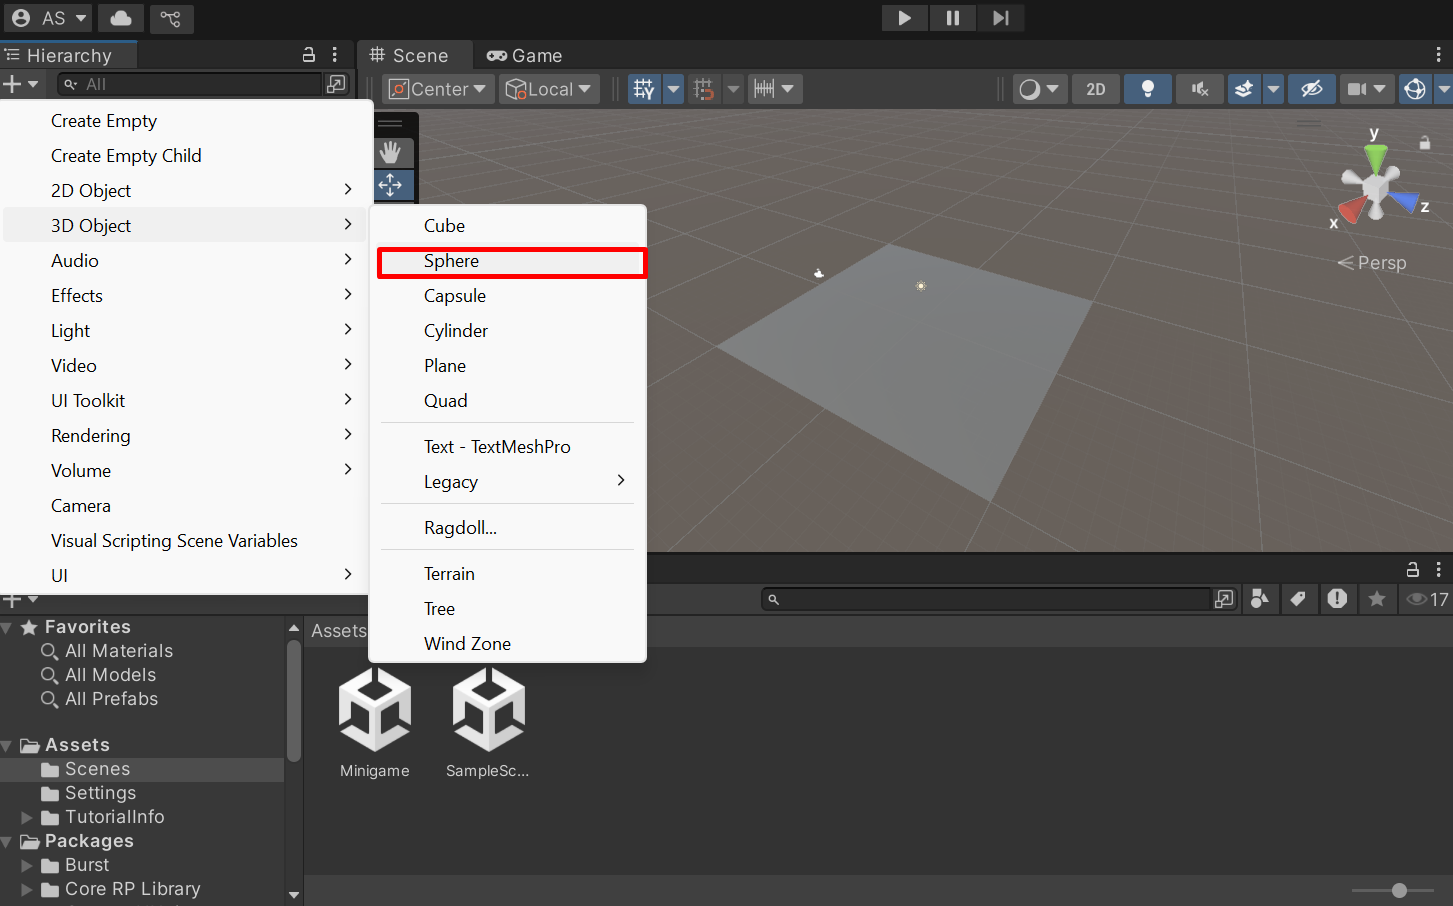 AS
Hierarchy
All
Scene
Game
Center
Local
2D
Create Empty
Create Empty Child
2D Object
3D Object
Audio
Effects
Light
Video
UI Toolkit
Rendering
Volume
Camera
Visual Scripting Scene Variables
UI
Cube
Sphere
Capsule
Cylinder
Plane
Quad
Text - TextMeshPro
Legacy
Ragdoll...
Terrain
Tree
Wind Zone
y
x
z
Persp
17
Favorites
All Materials
All Models
All Prefabs
Assets
Scenes
Settings
TutorialInfo
Packages
Burst
Core RP Library
Assets
Minigame
SampleSc...